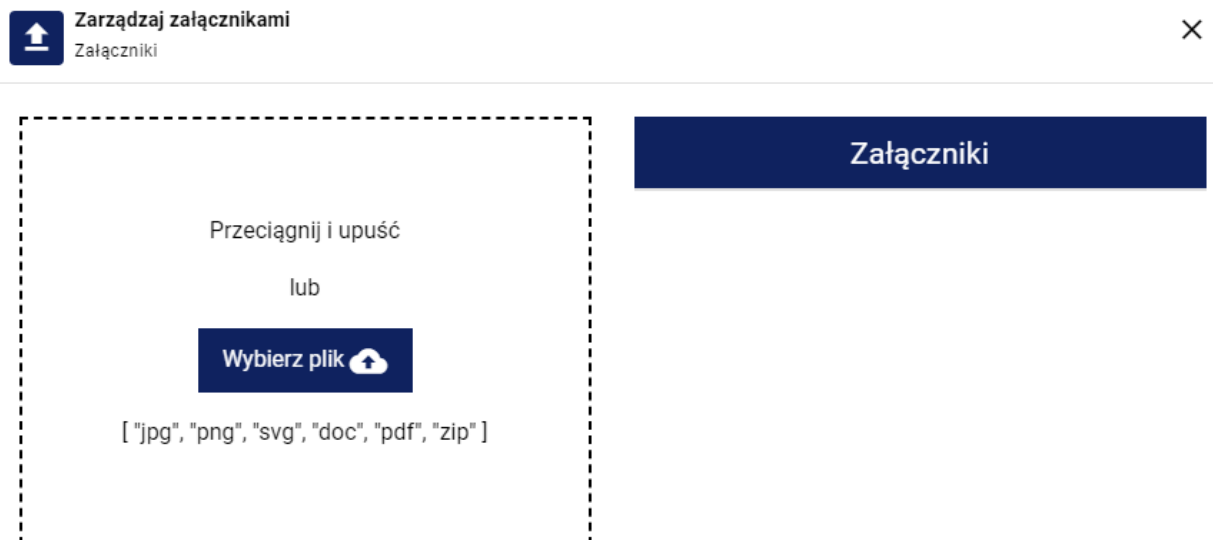 Zarządzaj załącznikami
Załączniki
Przeciągnij i upuść
lub
Wybierz plik
[ "jpg", "png", "svg", "doc", "pdf", "zip" ]
Załączniki